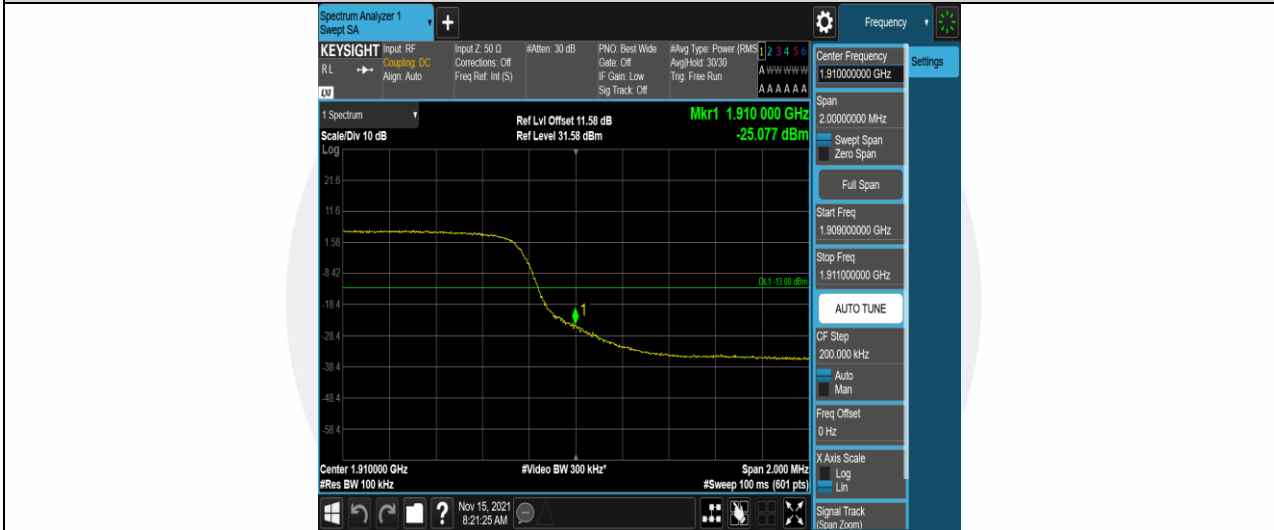 Spectrum Analyzer 1
Swept SA
Frequency
KEYSIGHT
RL
LXI
Input: RF
Coupling: DC
Align: Auto
Input Z: 50 Ω
Corrections: Off
Freq Ref: Int (S)
#Atten: 30 dB
PNO: Best Wide
Gate: Off
IF Gain: Low
Sig Track: Off
#Avg Type: Power (RMS
Avg|Hold: 30/30
Trig: Free Run
1 2 3 4 5 6
A W W W W W
A A A A A A
1 Spectrum
Scale/Div 10 dB
Ref Lvl Offset 11.58 dB
Ref Level 31.58 dBm
Mkr1 1.910 000 GHz
-25.077 dBm
Log
21.6
11.6
1.58
-8.42
DL1 -13.00 dBm
-18.4
1
-28.4
-38.4
-48.4
-58.4
Center 1.910000 GHz
#Video BW 300 kHz*
Span 2.000 MHz
#Res BW 100 kHz
#Sweep 100 ms (601 pts)
Nov 15, 2021
8:21:25 AM
Center Frequency
1.910000000 GHz
Settings
Span
2.00000000 MHz
Swept Span
Zero Span
Full Span
Start Freq
1.909000000 GHz
Stop Freq
1.911000000 GHz
AUTO TUNE
CF Step
200.000 kHz
Auto
Man
Freq Offset
0 Hz
X Axis Scale
Log
Lin
Signal Track
(Span Zoom)